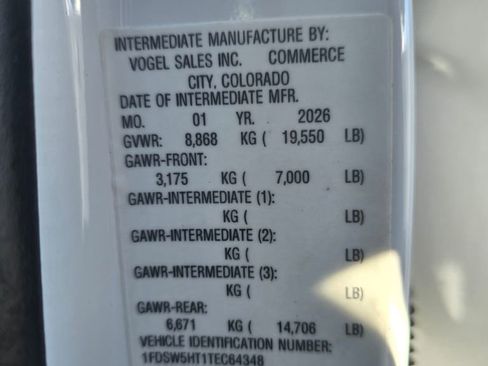 INTERMEDIATE MANUFACTURE BY:
VOGEL SALES INC. COMMERCE
CITY, COLORADO
DATE OF INTERMEDIATE MFR.
MO. 01 YR. 2026
GVWR: 8,868 KG ( 19,550 LB)
GAWR-FRONT:
3,175 KG ( 7,000 LB)
GAWR-INTERMEDIATE (1):
KG ( LB)
GAWR-INTERMEDIATE (2):
KG ( LB)
GAWR-INTERMEDIATE (3):
KG ( LB)
GAWR-REAR:
6,671 KG ( 14,706 LB)
VEHICLE IDENTIFICATION NUMBER:
1FDSW5HT1TEC64348